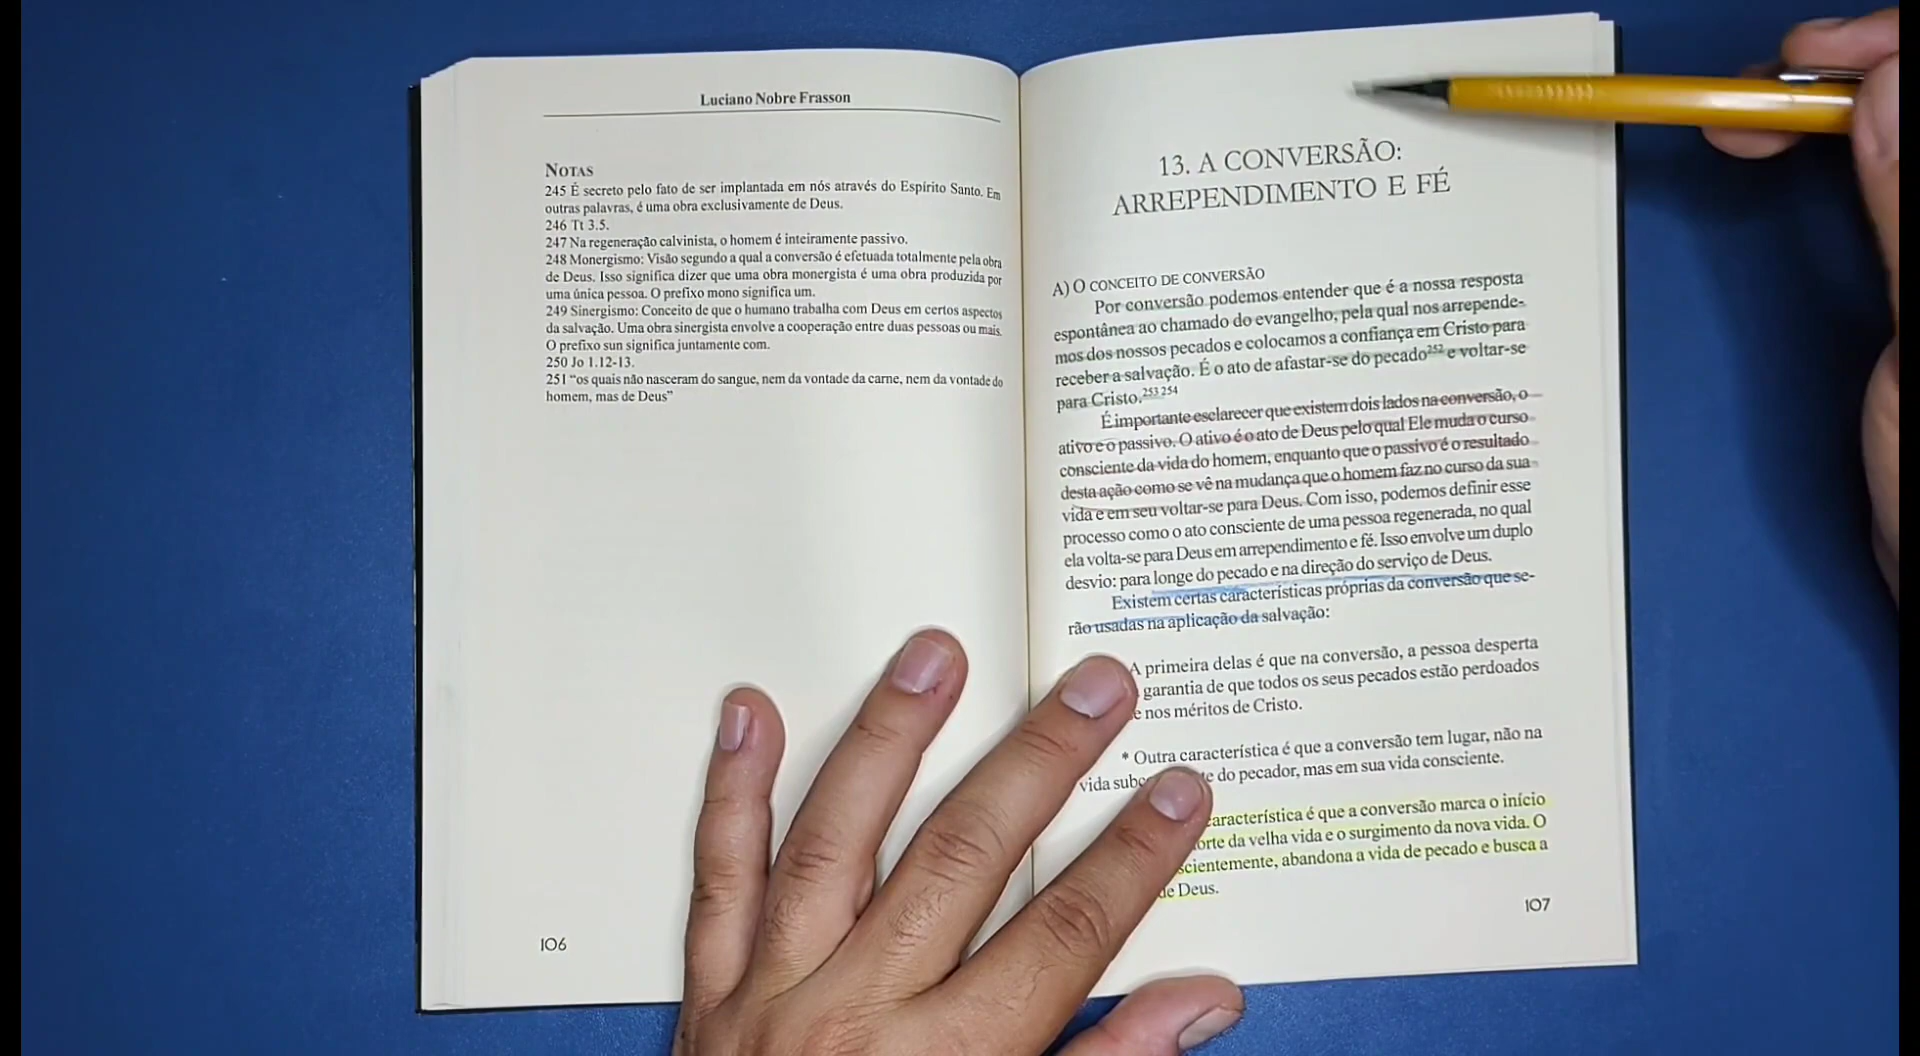 Luciano Nobre Frasson
NOTAS
245 É secreto pelo fato de ser implantada em nós através do Espírito Santo. Em
outras palavras, é uma obra exclusivamente de Deus.
246 Tt 3.5.
247 Na regeneração calvinista, o homem é inteiramente passivo.
248 Monergismo: Visão segundo a qual a conversão é efetuada totalmente pela obra
de Deus. Isso significa dizer que uma obra monergista é uma obra produzida por
uma única pessoa. O prefixo mono significa um.
249 Sinergismo: Conceito de que o humano trabalha com Deus em certos aspectos
da salvação. Uma obra sinergista envolve a cooperação entre duas pessoas ou mais.
O prefixo sun significa juntamente com.
250 Jo 1.12-13.
251 “os quais não nasceram do sangue, nem da vontade da carne, nem da vontade do
homem, mas de Deus”
106
13. A CONVERSÃO:
ARREPENDIMENTO E FÉ
A) O CONCEITO DE CONVERSÃO
Por conversão podemos entender que é a nossa resposta
espontânea ao chamado do evangelho, pela qual nos arrepende-
mos dos nossos pecados e colocamos a confiança em Cristo para
receber a salvação. É o ato de afastar-se do pecado252 e voltar-se
para Cristo.253 254
É importante esclarecer que existem dois lados na conversão, o
ativo e o passivo. O ativo é o ato de Deus pelo qual Ele muda o curso
consciente da vida do homem, enquanto que o passivo é o resultado
desta ação como se vê na mudança que o homem faz no curso da sua
vida e em seu voltar-se para Deus. Com isso, podemos definir esse
processo como o ato consciente de uma pessoa regenerada, no qual
ela volta-se para Deus em arrependimento e fé. Isso envolve um duplo
desvio: para longe do pecado e na direção do serviço de Deus.
Existem certas características próprias da conversão que se-
rão usadas na aplicação da salvação:
A primeira delas é que na conversão, a pessoa desperta
garantia de que todos os seus pecados estão perdoados
e nos méritos de Cristo.
* Outra característica é que a conversão tem lugar, não na
vida do pecador, mas em sua vida consciente.
característica é que a conversão marca o início
da velha vida e o surgimento da nova vida. O
abandona a vida de pecado e busca a
de Deus.
107